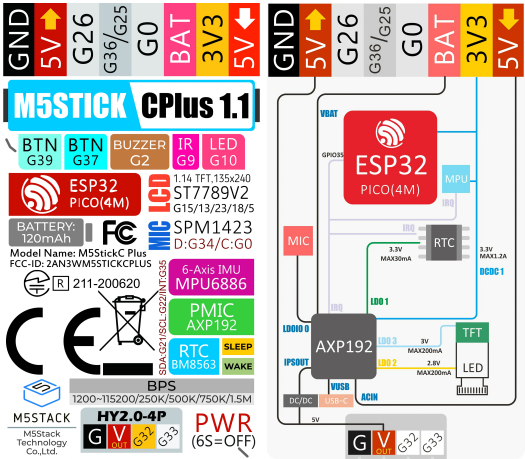 GND
5V
G26
G36/G25
G0
BAT
3V3
5V
M5STICK CPlus 1.1
BTN G39
BTN G37
BUZZER G2
IR G9
LED G10
ESP32
PICO(4M)
LCD
1.14 TFT,135x240
ST7789V2
G15/13/23/18/5
BATTERY:
120mAh
FC
MIC
SPM1423
D:G34/C:G0
Model Name: M5StickC Plus
FCC-ID: 2AN3WM5STICKCPLUS
R 211-200620
SDA:G21/SCL:G22/INT:G35
6-Axis IMU
MPU6886
PMIC
AXP192
RTC
BM8563
SLEEP
WAKE
CE
BPS
1200~115200/250K/500K/750K/1.5M
M5STACK
M5Stack
Technology
Co.,Ltd.
HY2.0-4P
G
V OUT
G32
G33
PWR
(6S=OFF)
GND
5V
G26
G36/G25
G0
BAT
3V3
5V
VBAT
ESP32
PICO(4M)
GPIO35
MPU
IRQ
IRQ
MIC
RTC
3.3V
MAX30mA
3.3V
MAX1.2A
DCDC 1
LDO 1
IRQ
LDOIO 0
AXP192
LDO 3
3V
MAX200mA
TFT
IPSOUT
LDO 2
2.8V
MAX200mA
LED
VUSB
ACIN
DC/DC
USB-C
5V
G
V OUT
G32
G33